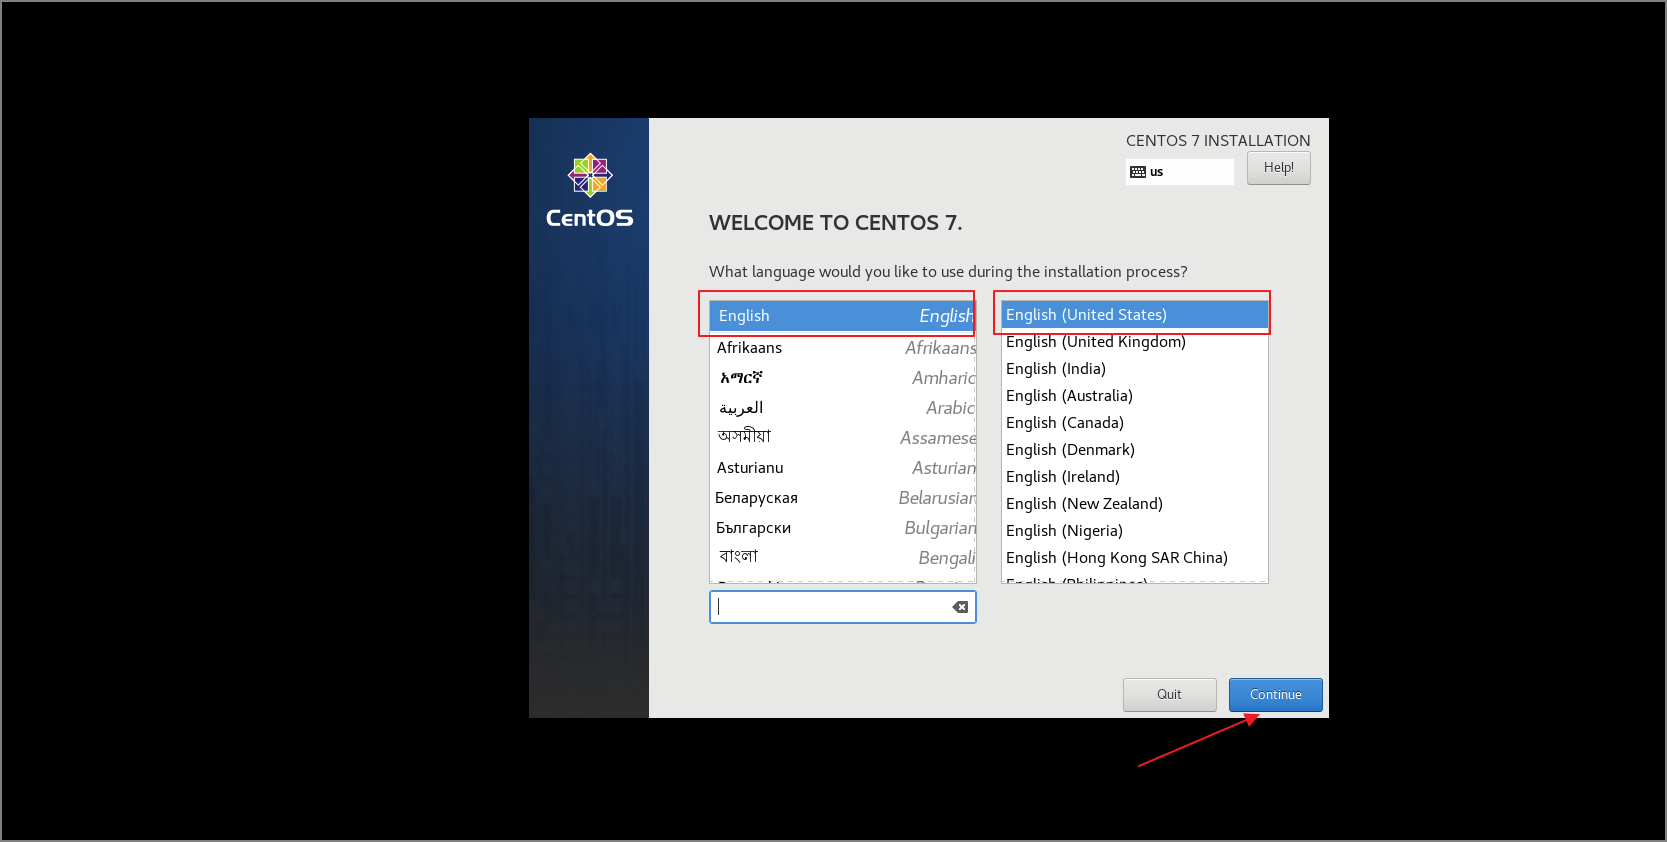 CentOS
CENTOS 7 INSTALLATION
us
Help!
WELCOME TO CENTOS 7.
What language would you like to use during the installation process?
English English
Afrikaans Afrikaans
አማርኛ Amharic
العربية Arabic
অসমীয়া Assamese
Asturianu Asturian
Беларуская Belarusian
Български Bulgarian
বাংলা Bengali
English (United States)
English (United Kingdom)
English (India)
English (Australia)
English (Canada)
English (Denmark)
English (Ireland)
English (New Zealand)
English (Nigeria)
English (Hong Kong SAR China)
English (Philippines)
Quit
Continue